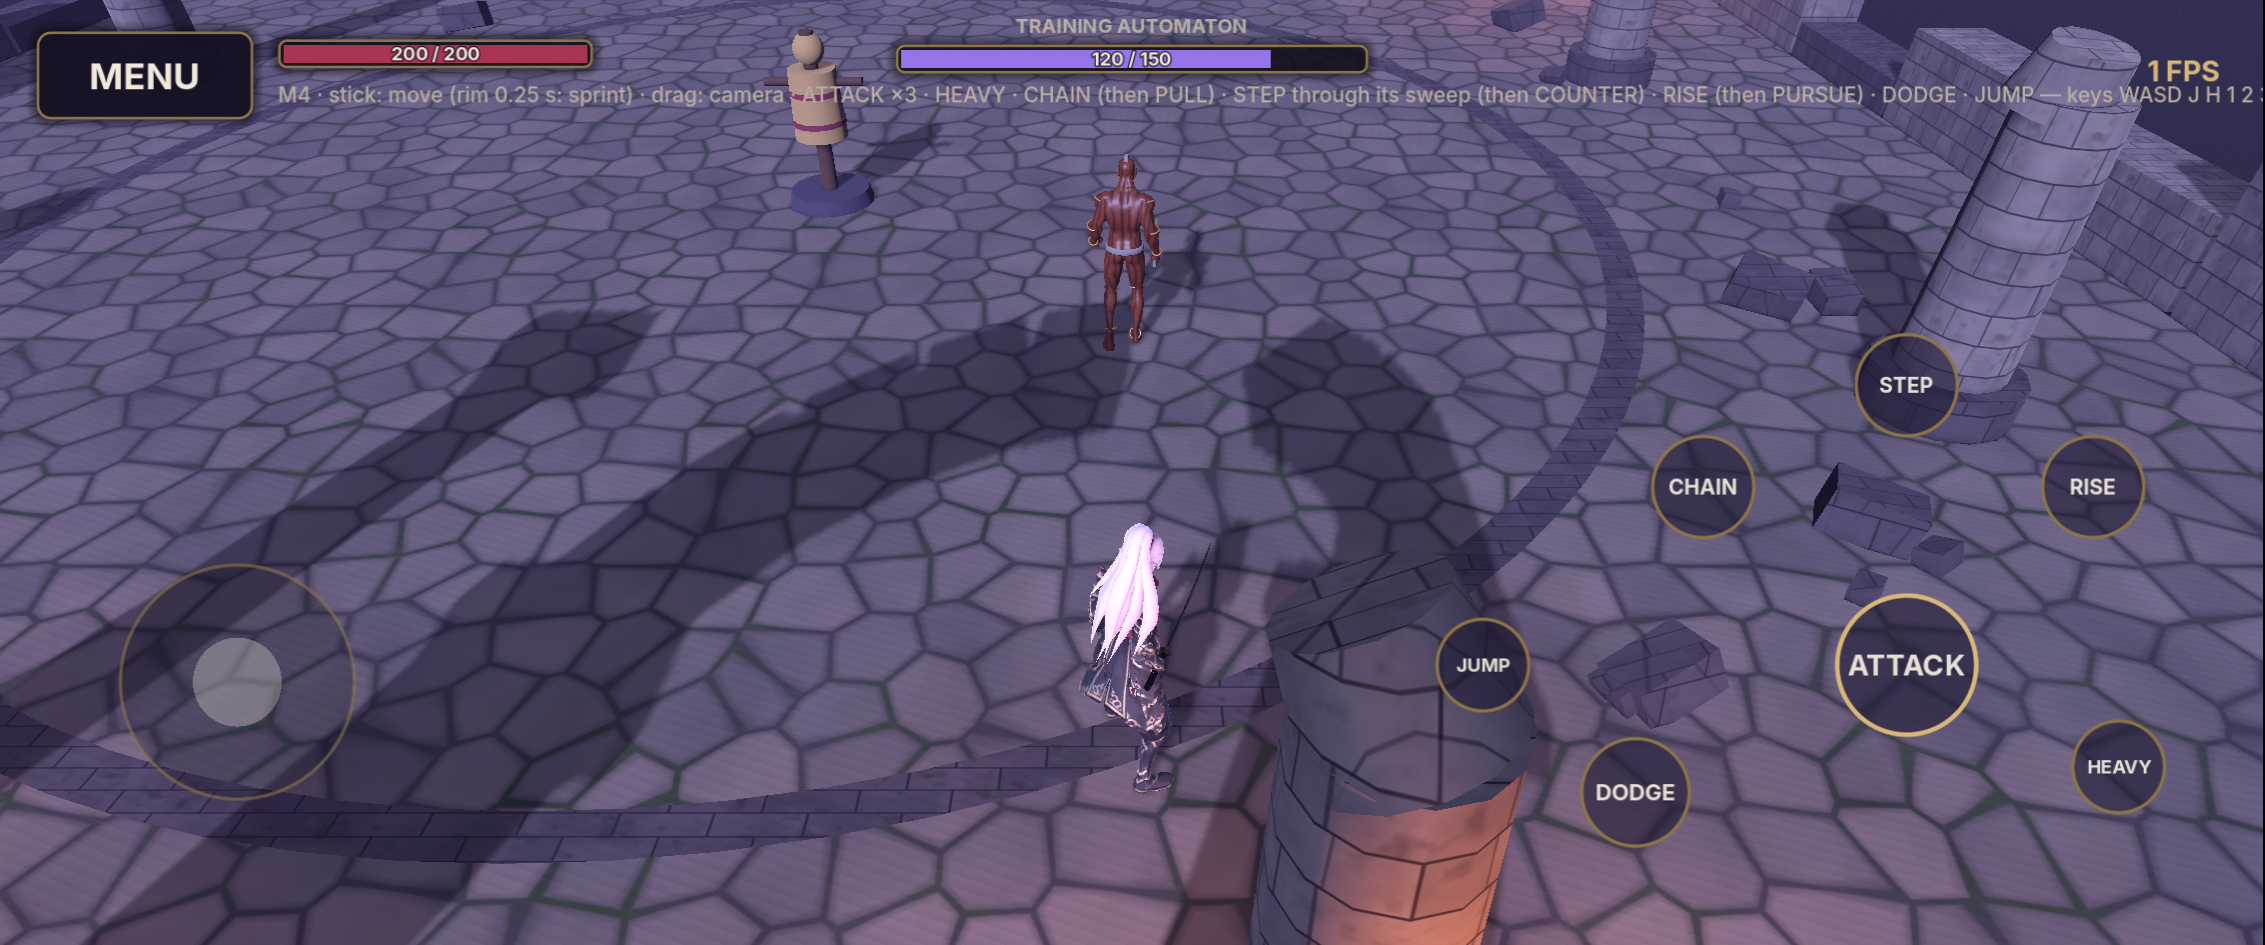 TRAINING AUTOMATON
MENU
200 / 200
120 / 150
1 FPS
M4 · stick: move (rim 0.25 s: sprint) · drag: camera · ATTACK ×3 · HEAVY · CHAIN (then PULL) · STEP through its sweep (then COUNTER) · RISE (then PURSUE) · DODGE · JUMP — keys WASD J H 1 2
STEP
CHAIN
RISE
JUMP
ATTACK
HEAVY
DODGE